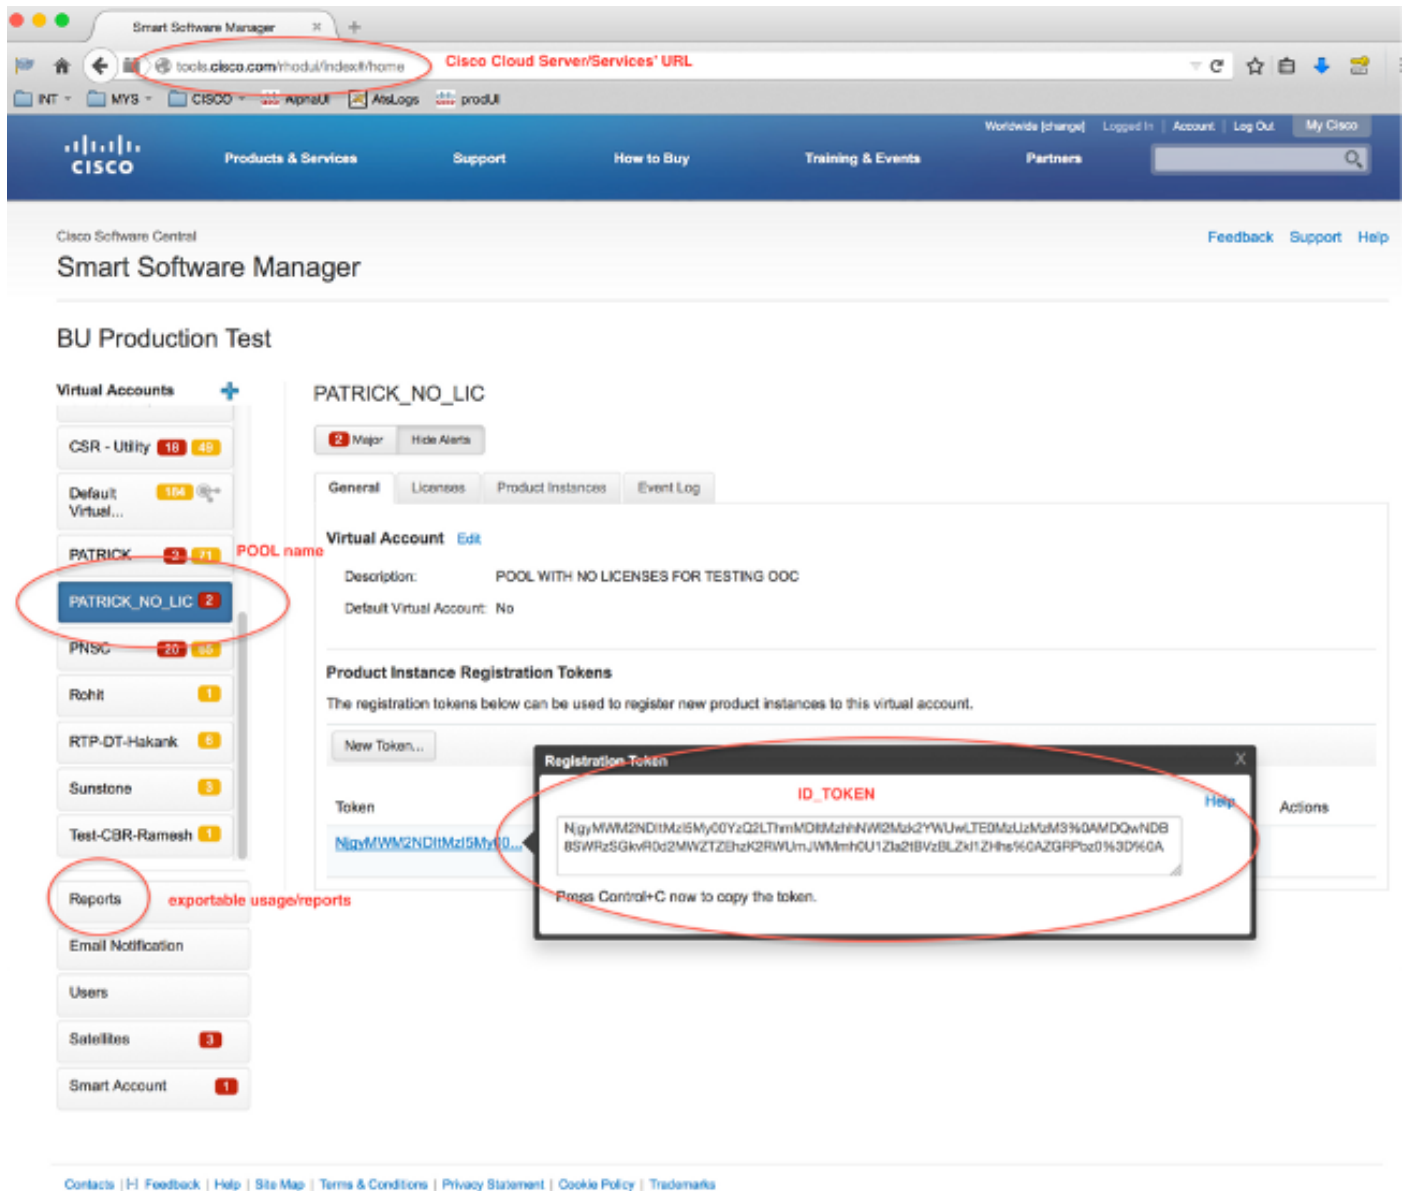 Smart Software Manager
tools.cisco.com/rhodui/index#/home
Cisco Cloud Server/Services' URL
INT
MYS
CISCO
AlphaUI
AtsLogs
prodUI
Worldwide [change]
Logged In
Account
Log Out
My Cisco
CISCO
Products & Services
Support
How to Buy
Training & Events
Partners
Cisco Software Central
Feedback
Support
Help
Smart Software Manager
BU Production Test
Virtual Accounts
PATRICK_NO_LIC
CSR - Utility 18 49
2 Major
Hide Alerts
Default Virtual... 184
General
Licenses
Product Instances
Event Log
Virtual Account Edit
PATRICK 2 71
POOL name
Description: POOL WITH NO LICENSES FOR TESTING OOC
PATRICK_NO_LIC 2
Default Virtual Account: No
PNSC 20
Product Instance Registration Tokens
Rohit 1
The registration tokens below can be used to register new product instances to this virtual account.
RTP-DT-Hakank 6
New Token...
Registration Token
X
Sunstone 3
ID_TOKEN
Help
Token
Actions
Test-CBR-Ramesh 1
NjgyMWM2NDItMzI5My00...
Press Control+C now to copy the token.
Reports
exportable usage/reports
Email Notification
Users
Satellites 3
Smart Account 1
Contacts | [+] Feedback | Help | Site Map | Terms & Conditions | Privacy Statement | Cookie Policy | Trademarks